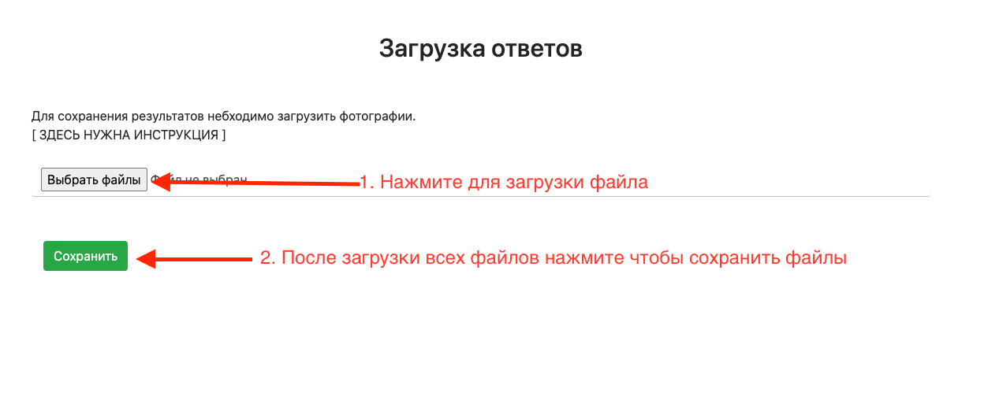 Загрузка ответов
Для сохранения результатов небходимо загрузить фотографии.
[ ЗДЕСЬ НУЖНА ИНСТРУКЦИЯ ]
Выбрать файлы Файл не выбран 1. Нажмите для загрузки файла
Сохранить 2. После загрузки всех файлов нажмите чтобы сохранить файлы